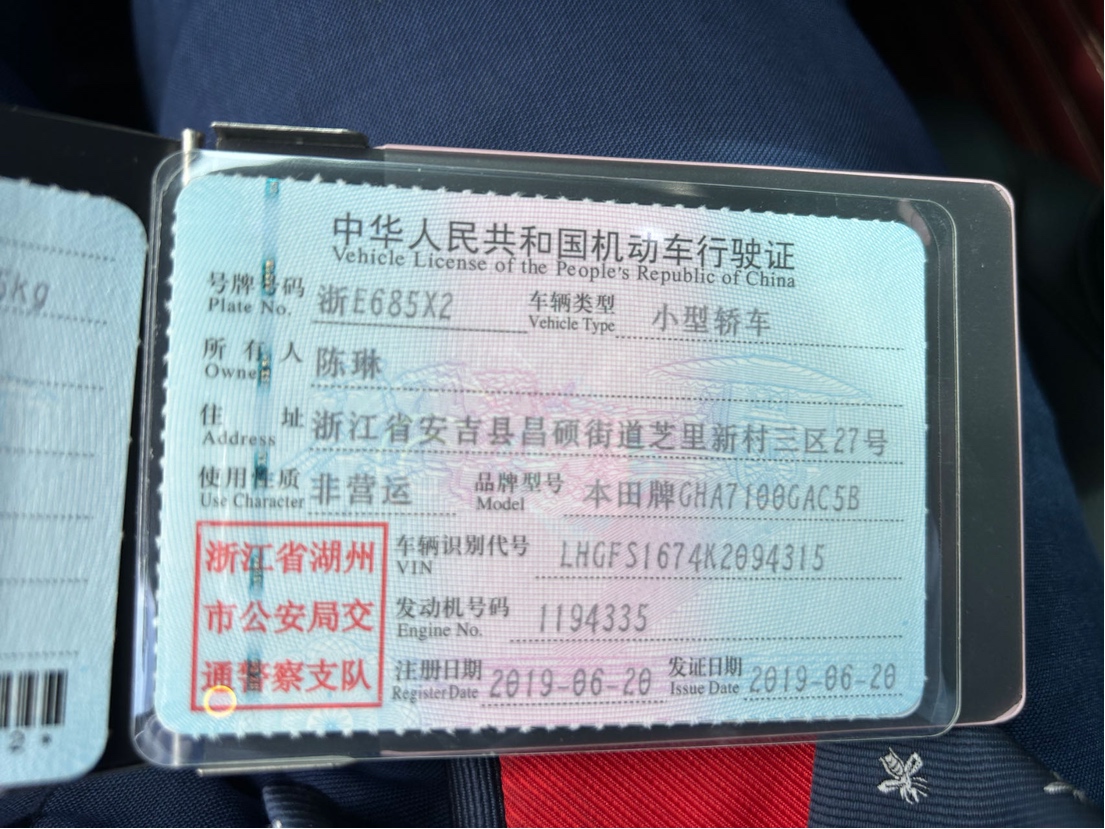 中华人民共和国机动车行驶证
Vehicle License of the People's Republic of China
号牌号码 浙E685X2 车辆类型 小型轿车
Plate No. Vehicle Type
所有人 陈琳
Owner
住址 浙江省安吉县昌硕街道芝里新村三区27号
Address
使用性质 非营运 品牌型号 本田牌GHA7100GAC5B
Use Character Model
车辆识别代号 LHGFS1674K2094315
VIN
发动机号码 1194335
Engine No.
注册日期 2019-06-20 发证日期 2019-06-20
Register Date Issue Date
浙江省湖州
市公安局交
通警察支队
5kg
2*